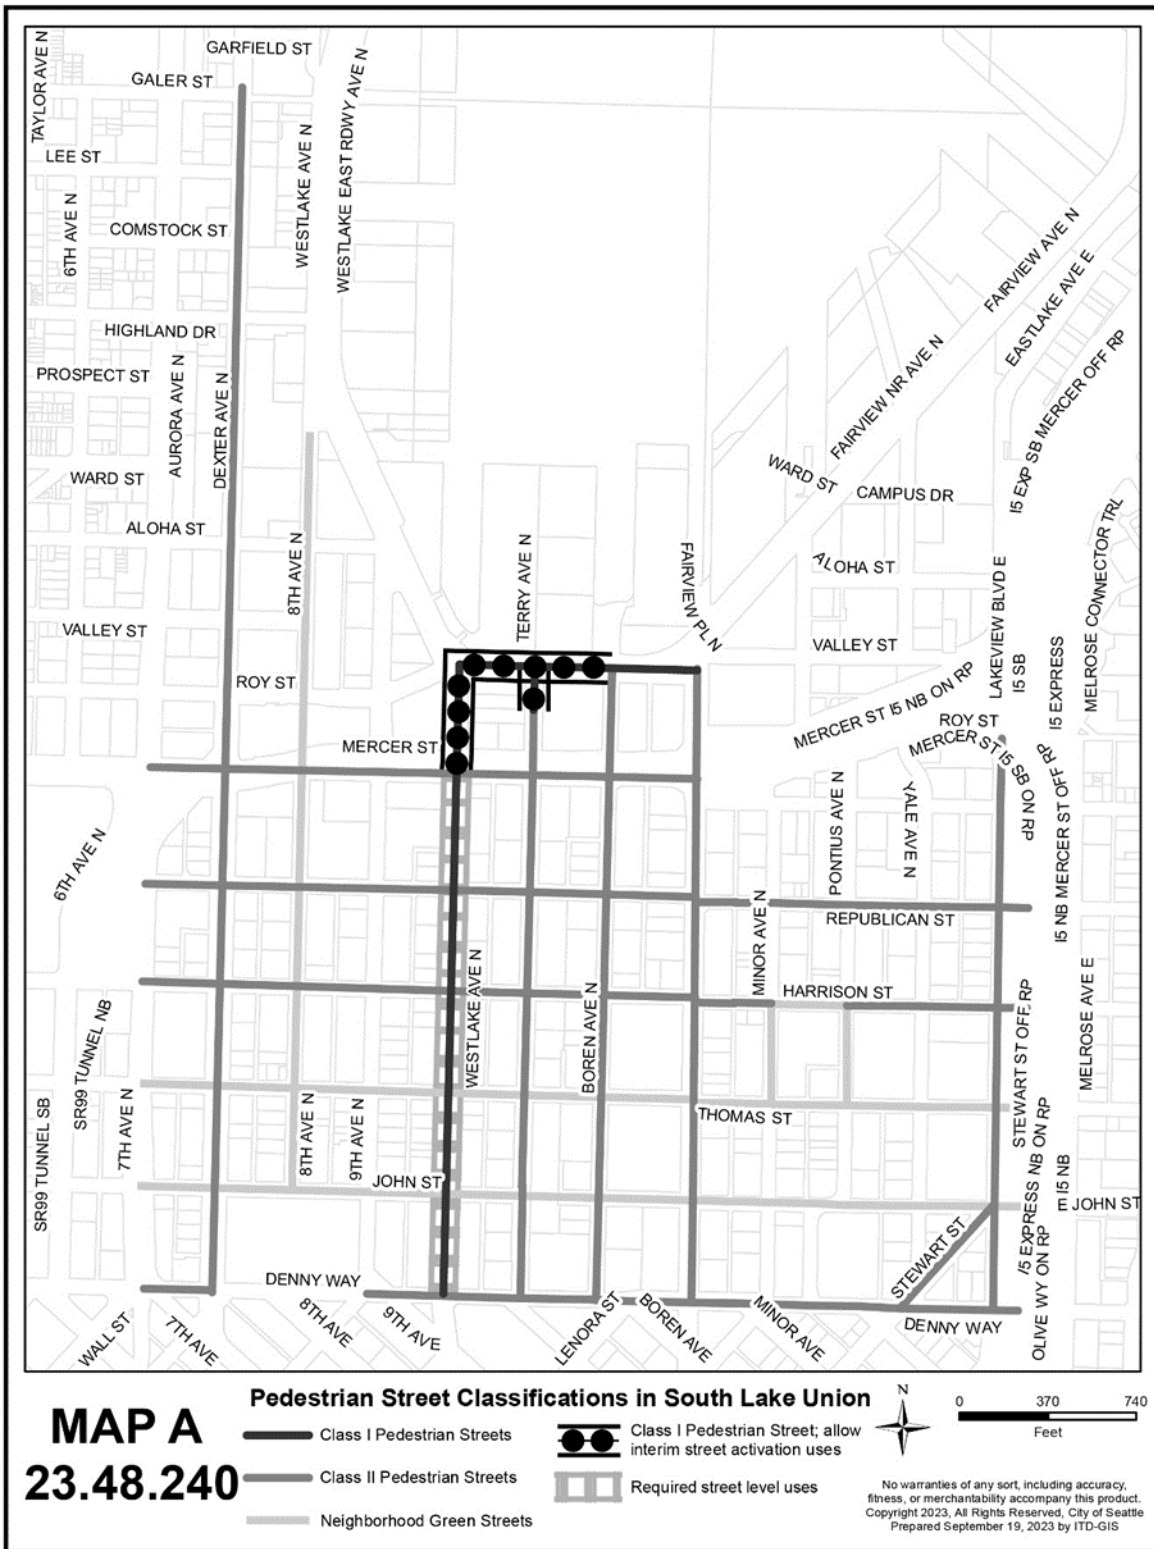 GARFIELD ST
TAYLOR AVE N
GALER ST
WESTLAKE EAST RDWY AVE N
WESTLAKE AVE N
LEE ST
6TH AVE N
COMSTOCK ST
FAIRVIEW AVE N
EASTLAKE AVE E
HIGHLAND DR
I5 EXP SB MERCER OFF RP
PROSPECT ST
AURORA AVE N
DEXTER AVE N
FAIRVIEW NR AVE N
WARD ST
WARD ST
CAMPUS DR
MELROSE CONNECTOR TRL
ALOHA ST
8TH AVE N
TERRY AVE N
FAIRVIEW PL N
ALOHA ST
LAKEVIEW BLVD E
VALLEY ST
VALLEY ST
I5 SB
I5 EXPRESS
ROY ST
MERCER ST I5 NB ON RP
ROY ST
MERCER ST
MERCER ST I5 SB ON RP
I5 NB MERCER ST OFF RP
PONTIUS AVE N
YALE AVE N
6TH AVE N
MINOR AVE N
REPUBLICAN ST
WESTLAKE AVE N
BOREN AVE N
HARRISON ST
STEWART ST OFF RP
MELROSE AVE E
SR99 TUNNEL NB
SR99 TUNNEL SB
7TH AVE N
8TH AVE N
9TH AVE N
THOMAS ST
JOHN ST
I5 EXPRESS NB ON RP
I5 NB
E JOHN ST
STEWART ST
OLIVE WY ON RP
DENNY WAY
WALL ST
7TH AVE
8TH AVE
9TH AVE
LENORA ST
BOREN AVE
MINOR AVE
DENNY WAY
MAP A
23.48.240
Pedestrian Street Classifications in South Lake Union
Class I Pedestrian Streets
Class II Pedestrian Streets
Neighborhood Green Streets
Class I Pedestrian Street; allow
interim street activation uses
Required street level uses
N
0 370 740
Feet
No warranties of any sort, including accuracy,
fitness, or merchantability accompany this product.
Copyright 2023, All Rights Reserved, City of Seattle
Prepared September 19, 2023 by ITD-GIS